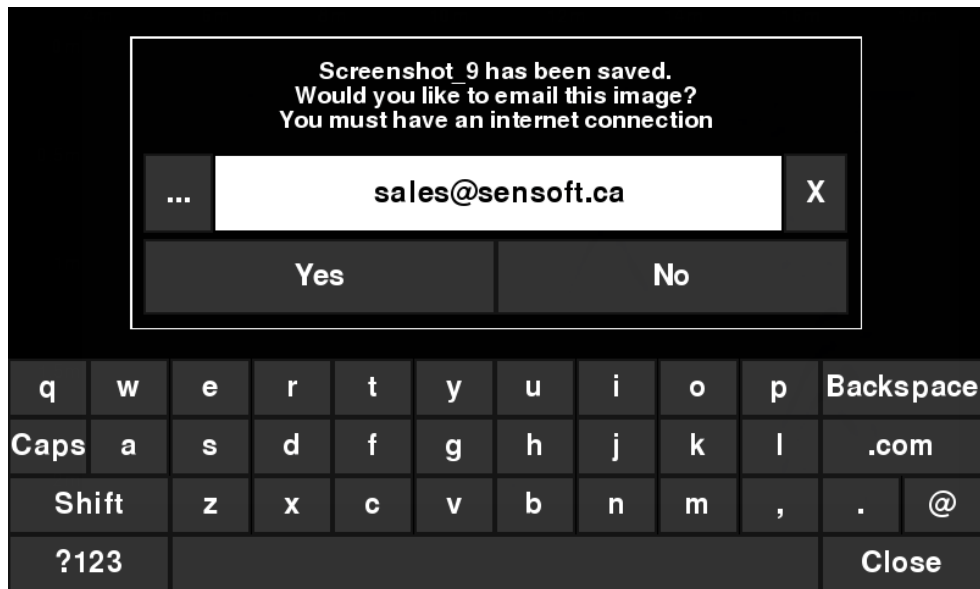 Screenshot_9 has been saved.
Would you like to email this image?
You must have an internet connection
... sales@sensoft.ca X
Yes No
q w e r t y u i o p Backspace
Caps a s d f g h j k l .com
Shift z x c v b n m , . @
?123 Close